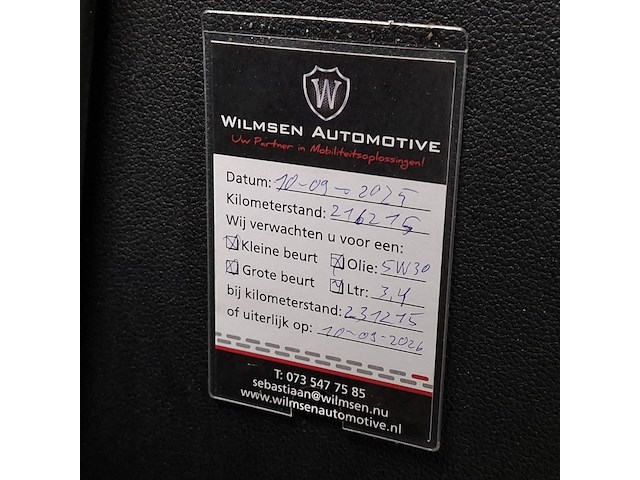 W
WILMSEN AUTOMOTIVE
Uw Partner in Mobiliteitsoplossingen!
Datum: 10-09-2025
Kilometerstand: 216215
Wij verwachten u voor een:
Kleine beurt Olie: 5W30
Grote beurt Ltr: 3,4
bij kilometerstand: 231215
of uiterlijk op: 10-09-2026
T: 073 547 75 85
sebastiaan@wilmsen.nu
www.wilmsenautomotive.nl